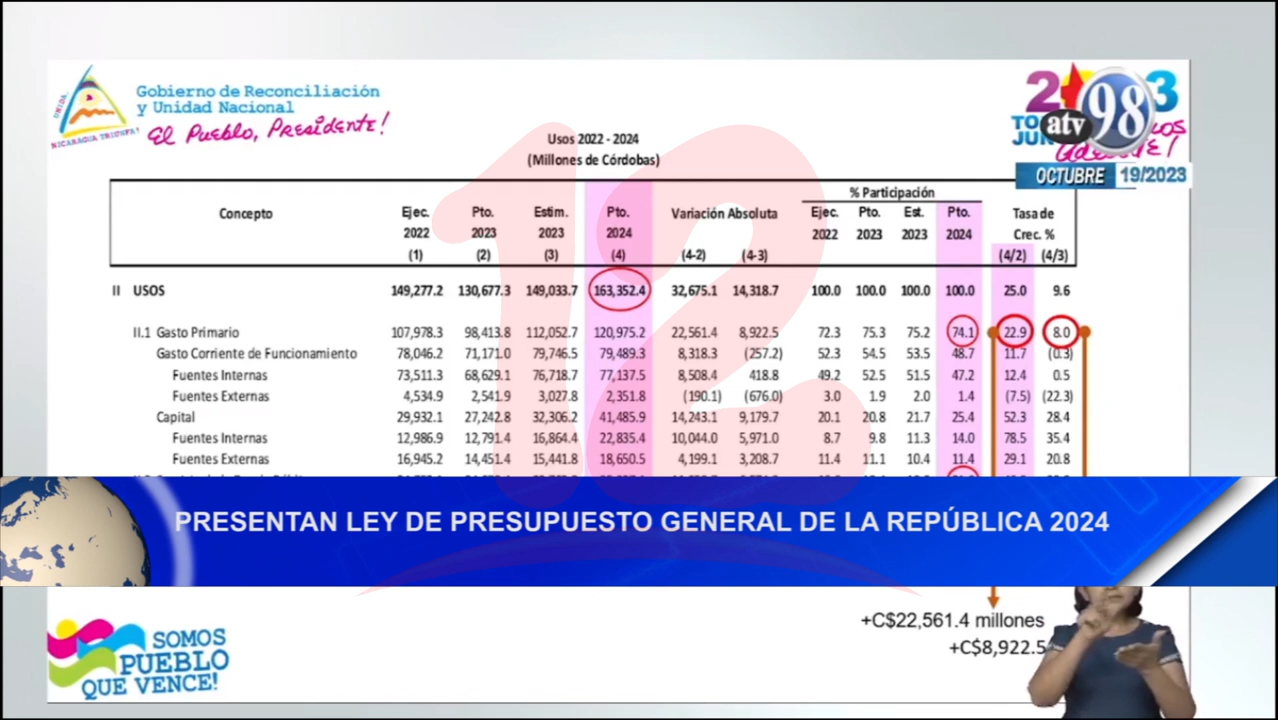 Gobierno de Reconciliación
y Unidad Nacional
El Pueblo, Presidente!
UNIDA,
NICARAGUA TRIUNFA!
2 3
TO
JUN
atv 98
Adelante!
OCTUBRE 19/2023
12
Usos 2022 - 2024
(Millones de Córdobas)
% Participación
Concepto Ejec. Pto. Estim. Pto. Variación Absoluta Ejec. Pto. Est. Pto. Tasa de
2022 2023 2023 2024 2022 2023 2023 2024 Crec. %
(1) (2) (3) (4) (4-2) (4-3) (4/2) (4/3)
II USOS 149,277.2 130,677.3 149,033.7 163,352.4 32,675.1 14,318.7 100.0 100.0 100.0 100.0 25.0 9.6
II.1 Gasto Primario 107,978.3 98,413.8 112,052.7 120,975.2 22,561.4 8,922.5 72.3 75.3 75.2 74.1 22.9 8.0
Gasto Corriente de Funcionamiento 78,046.2 71,171.0 79,746.5 79,489.3 8,318.3 (257.2) 52.3 54.5 53.5 48.7 11.7 (0.3)
Fuentes Internas 73,511.3 68,629.1 76,718.7 77,137.5 8,508.4 418.8 49.2 52.5 51.5 47.2 12.4 0.5
Fuentes Externas 4,534.9 2,541.9 3,027.8 2,351.8 (190.1) (676.0) 3.0 1.9 2.0 1.4 (7.5) (22.3)
Capital 29,932.1 27,242.8 32,306.2 41,485.9 14,243.1 9,179.7 20.1 20.8 21.7 25.4 52.3 28.4
Fuentes Internas 12,986.9 12,791.4 16,864.4 22,835.4 10,044.0 5,971.0 8.7 9.8 11.3 14.0 78.5 35.4
Fuentes Externas 16,945.2 14,451.4 15,441.8 18,650.5 4,199.1 3,208.7 11.4 11.1 10.4 11.4 29.1 20.8
PRESENTAN LEY DE PRESUPUESTO GENERAL DE LA REPÚBLICA 2024
+C$22,561.4 millones
+C$8,922.5
SOMOS
PUEBLO
QUE VENCE!